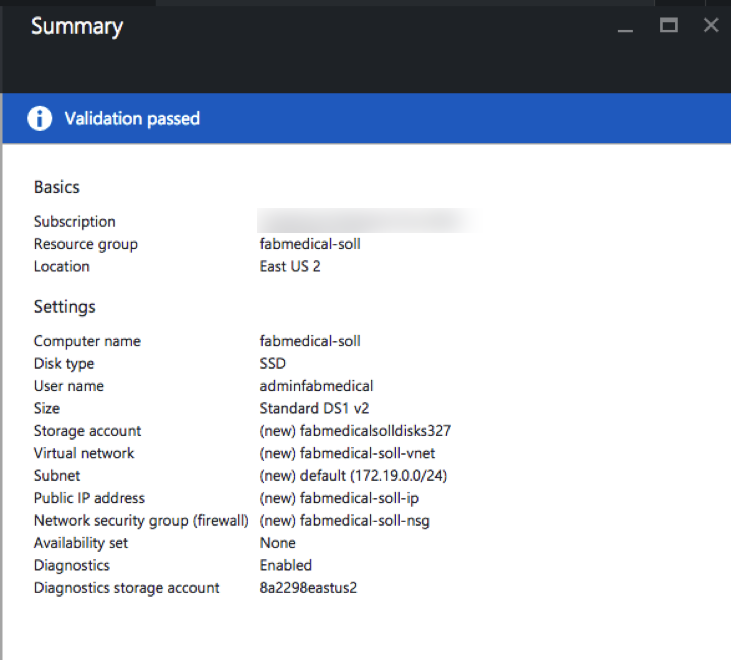 Summary
Validation passed
Basics
Subscription
Resource group fabmedical-soll
Location East US 2
Settings
Computer name fabmedical-soll
Disk type SSD
User name adminfabmedical
Size Standard DS1 v2
Storage account (new) fabmedicalsolldisks327
Virtual network (new) fabmedical-soll-vnet
Subnet (new) default (172.19.0.0/24)
Public IP address (new) fabmedical-soll-ip
Network security group (firewall) (new) fabmedical-soll-nsg
Availability set None
Diagnostics Enabled
Diagnostics storage account 8a2298eastus2